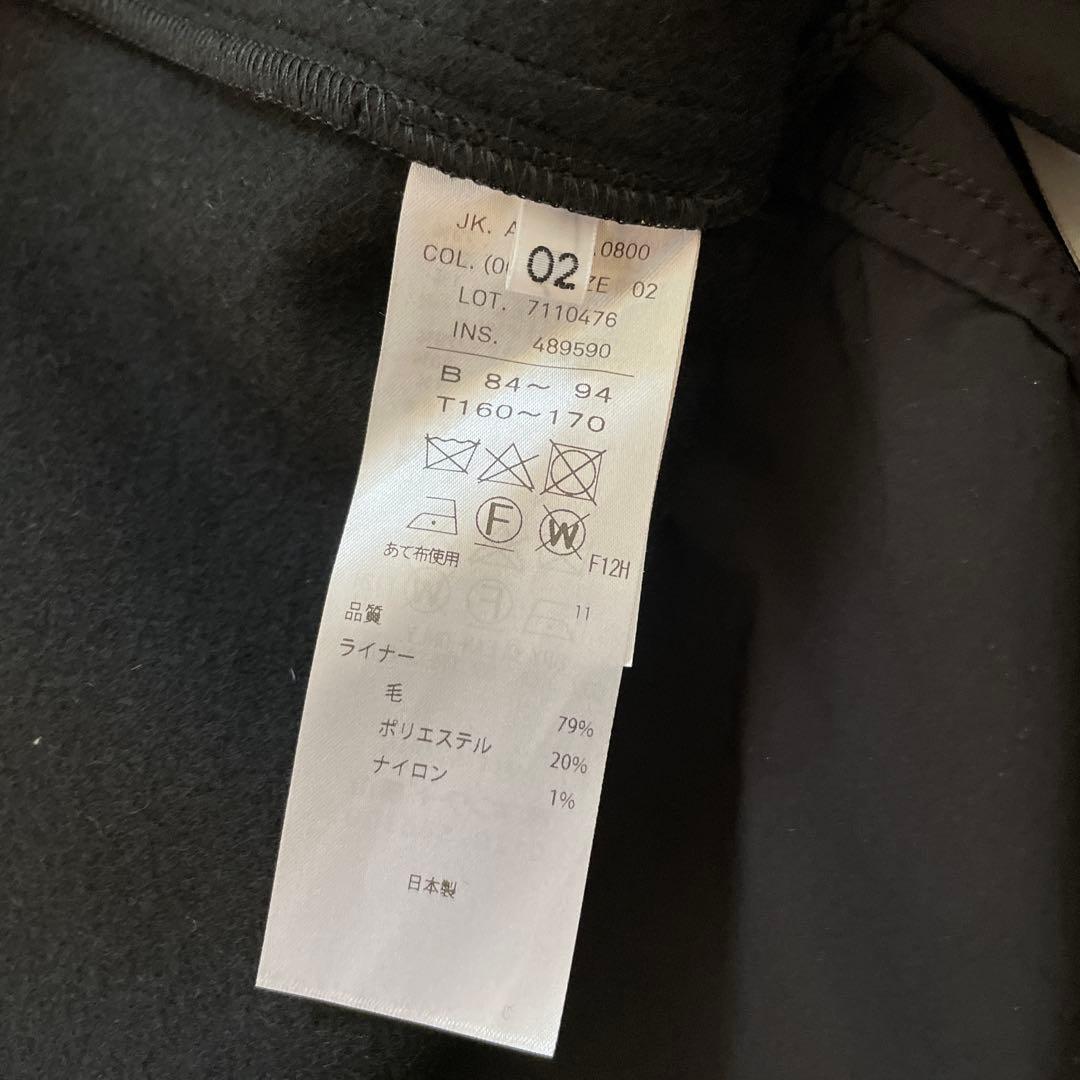 JK. A 0800
02
COL. (0 ZE 02
LOT. 7110476
INS. 489590
B 84～ 94
T160～170
F
W
あて布使用
F12H
11
品質
ライナー
毛 79%
ポリエステル 20%
ナイロン 1%
日本製